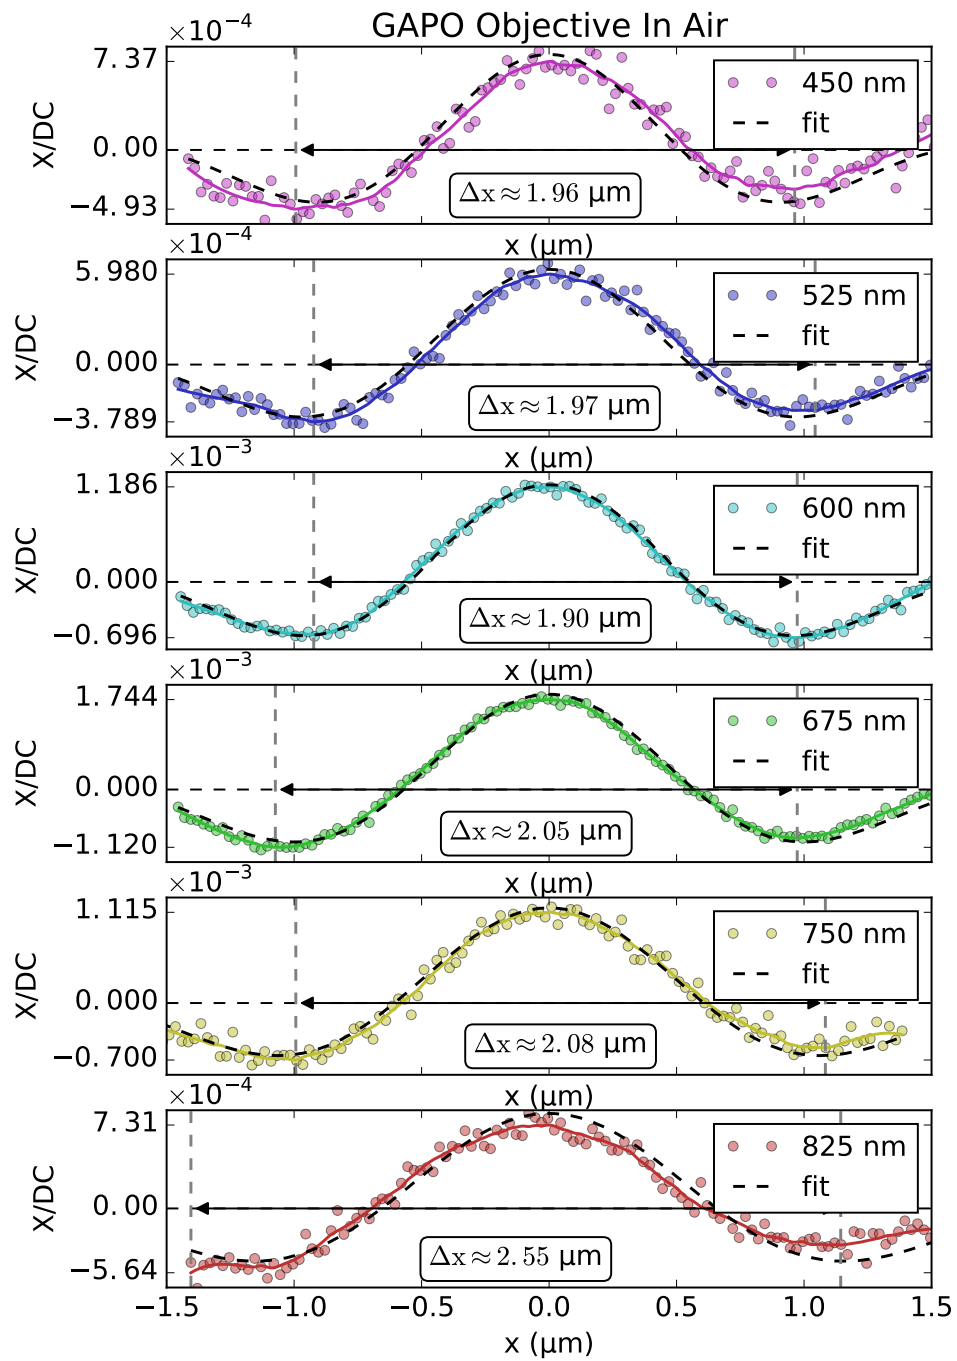 GAPO Objective In Air
×10⁻⁴
7.37
0.00
−4.93
X/DC
450 nm
fit
Δx ≈ 1.96 μm
x (μm)
×10⁻⁴
5.980
0.000
−3.789
X/DC
525 nm
fit
Δx ≈ 1.97 μm
x (μm)
×10⁻³
1.186
0.000
−0.696
X/DC
600 nm
fit
Δx ≈ 1.90 μm
x (μm)
×10⁻³
1.744
0.000
−1.120
X/DC
675 nm
fit
Δx ≈ 2.05 μm
x (μm)
×10⁻³
1.115
0.000
−0.700
X/DC
750 nm
fit
Δx ≈ 2.08 μm
x (μm)
×10⁻⁴
7.31
0.00
−5.64
X/DC
825 nm
fit
Δx ≈ 2.55 μm
−1.5 −1.0 −0.5 0.0 0.5 1.0 1.5
x (μm)